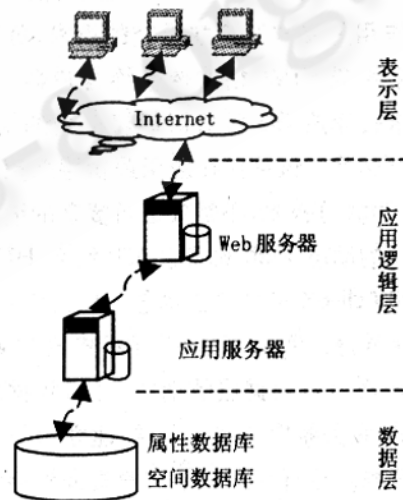 Internet
表示层
Web服务器
应用逻辑层
应用服务器
属性数据库
空间数据库
数据层